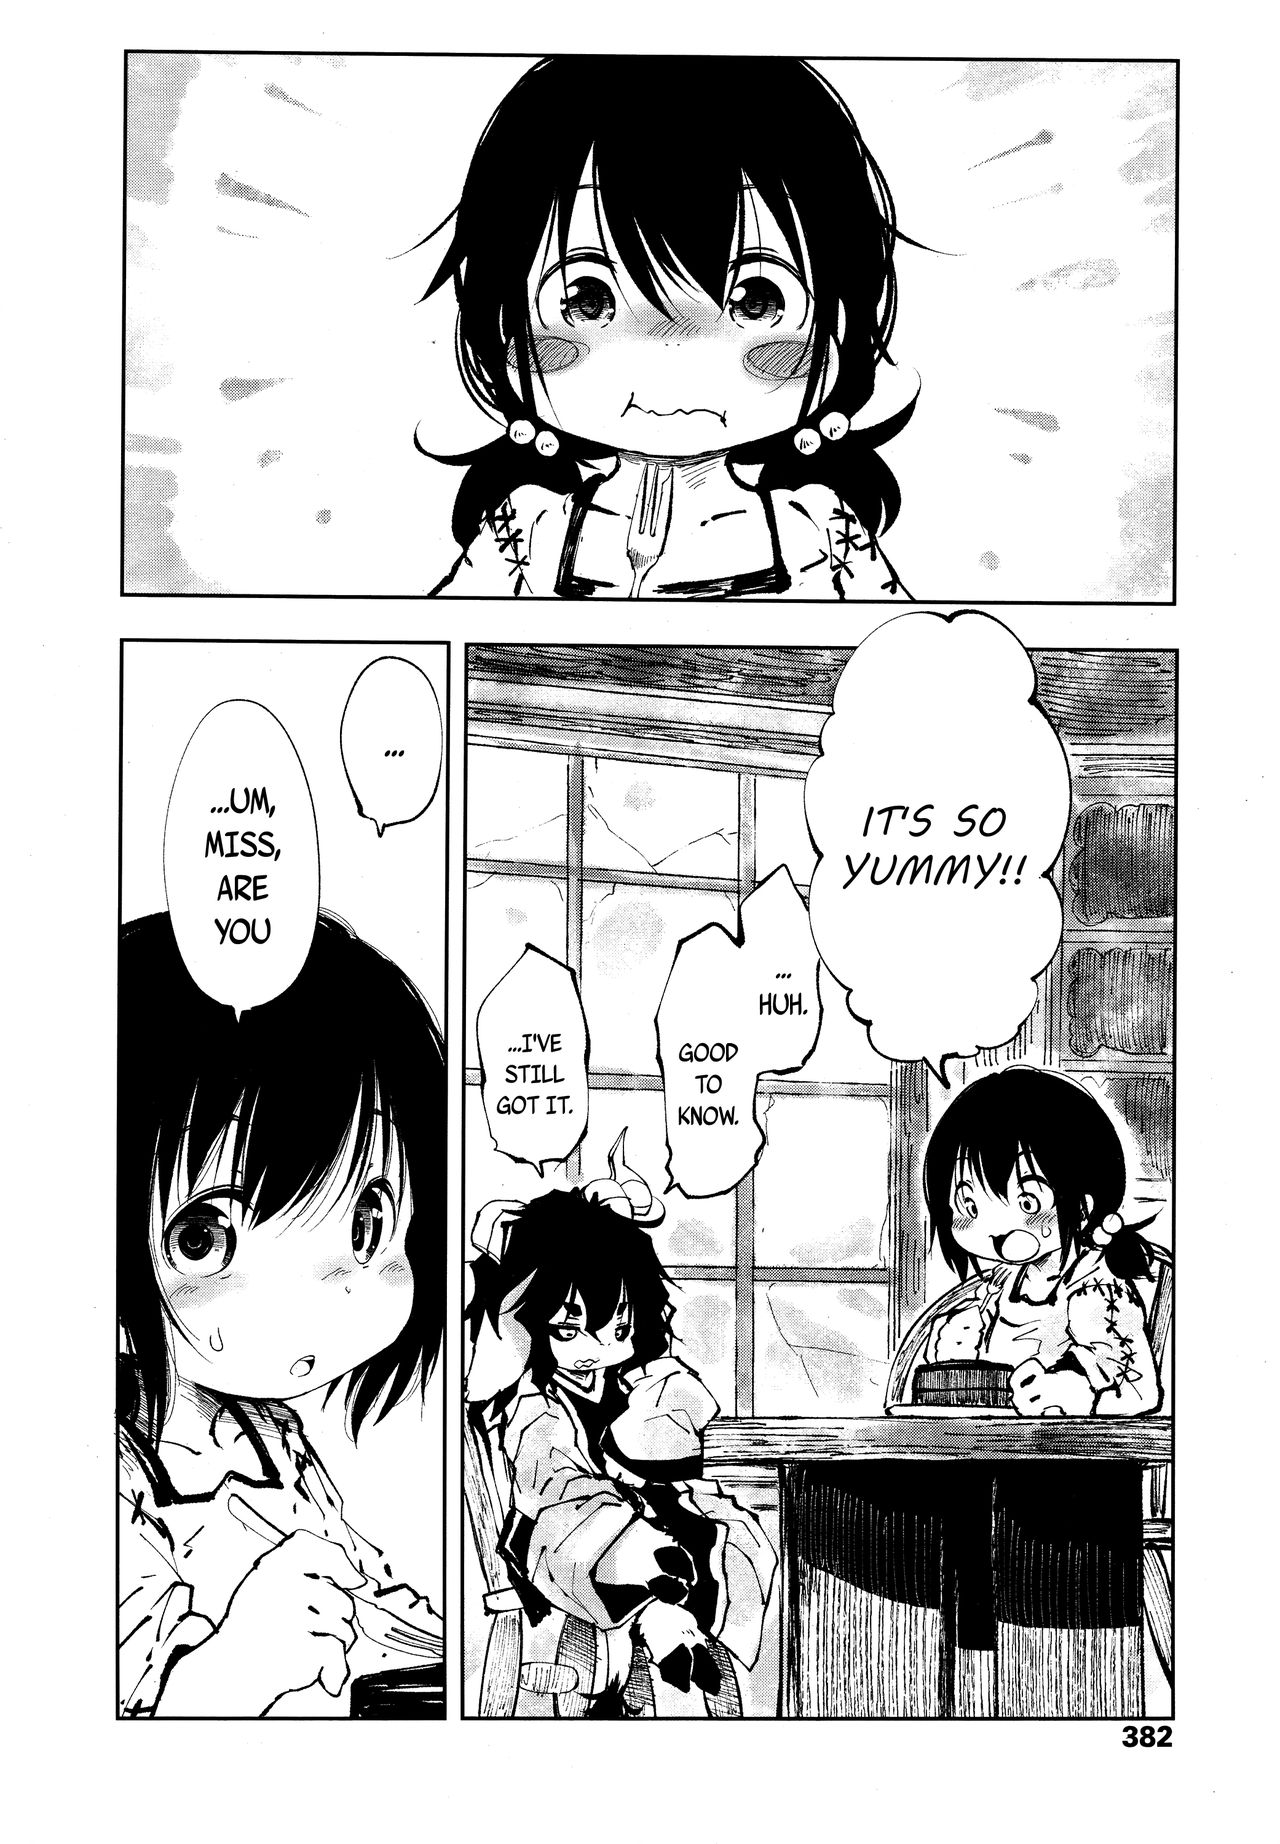 IT'S SO
YUMMY!!
...
HUH.
GOOD
TO
KNOW.
...I'VE
STILL
GOT IT.
...
...UM,
MISS,
ARE
YOU
382